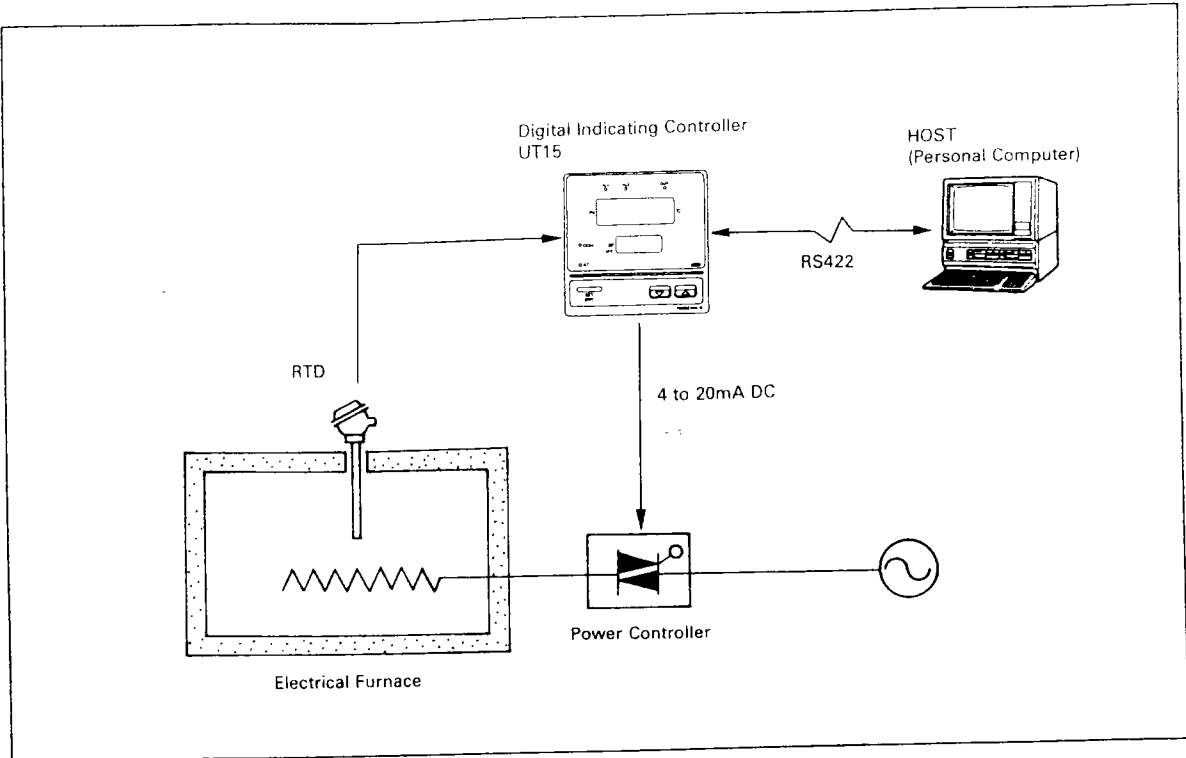 Digital Indicating Controller
UT15
HOST
(Personal Computer)
RS422
RTD
4 to 20mA DC
Power Controller
Electrical Furnace